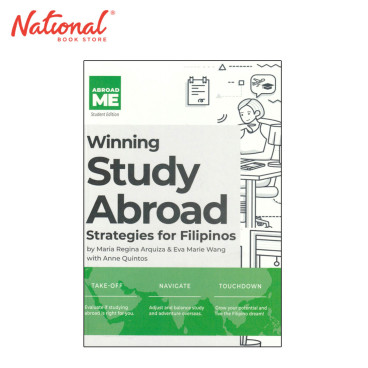 National
BOOK STORE
ABROAD
ME
Student Edition
Winning
Study
Abroad
Strategies for Filipinos
by Maria Regina Arquiza & Eva Marie Wang
with Anne Quintos
TAKE-OFF
Evaluate if studying
abroad is right for you.
NAVIGATE
Adjust and balance study
and adventure overseas.
TOUCHDOWN
Grow your potential and
live the Filipino dream!